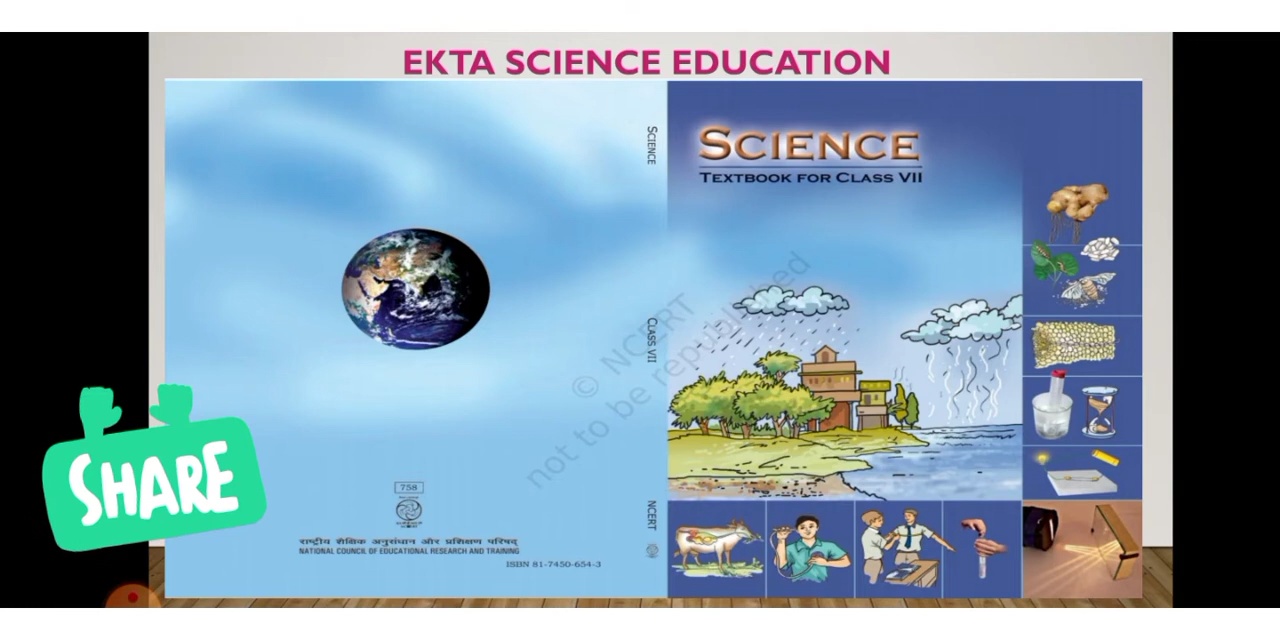 EKTA SCIENCE EDUCATION
SCIENCE
SCIENCE
TEXTBOOK FOR CLASS VII
CLASS VII
© NCERT
not to be republished
SHARE
758
राष्ट्रीय शैक्षिक अनुसंधान और प्रशिक्षण परिषद्
NATIONAL COUNCIL OF EDUCATIONAL RESEARCH AND TRAINING
ISBN 81-7450-654-3
NCERT